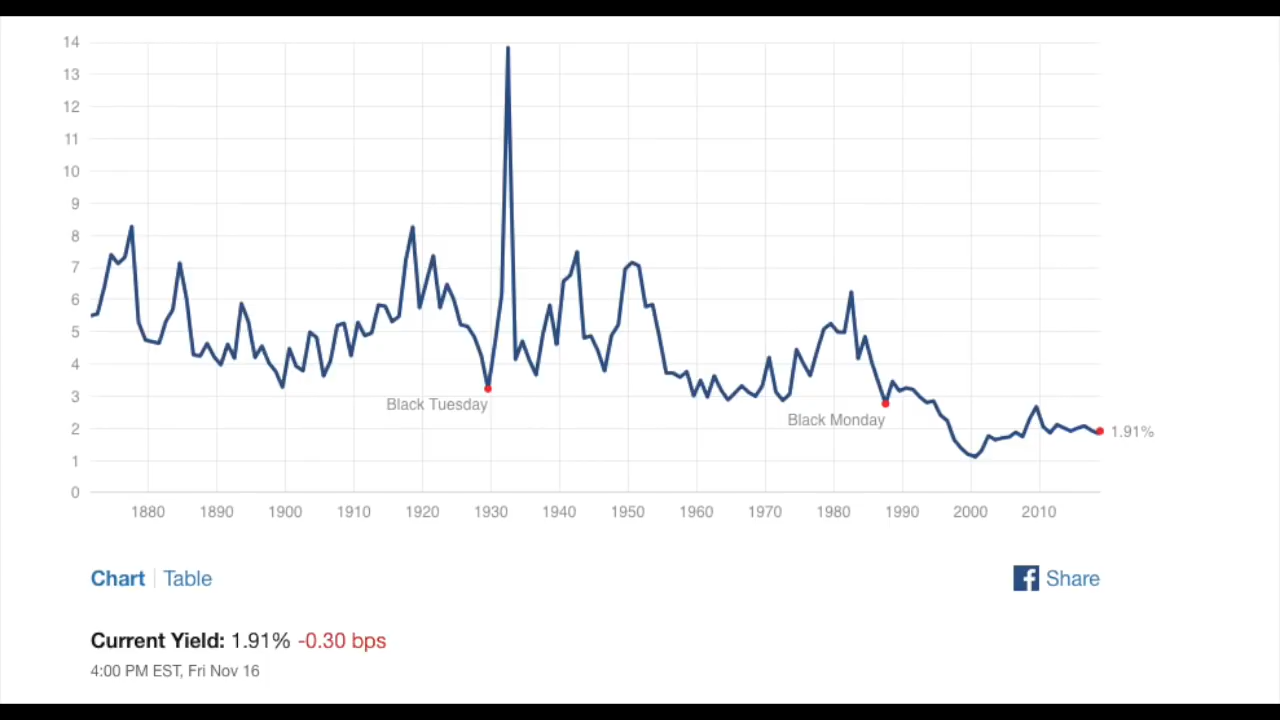 14
13
12
11
10
9
8
7
6
5
4
3
2
1
0
Black Tuesday
Black Monday
1.91%
1880 1890 1900 1910 1920 1930 1940 1950 1960 1970 1980 1990 2000 2010
Chart Table
Share
Current Yield: 1.91% -0.30 bps
4:00 PM EST, Fri Nov 16